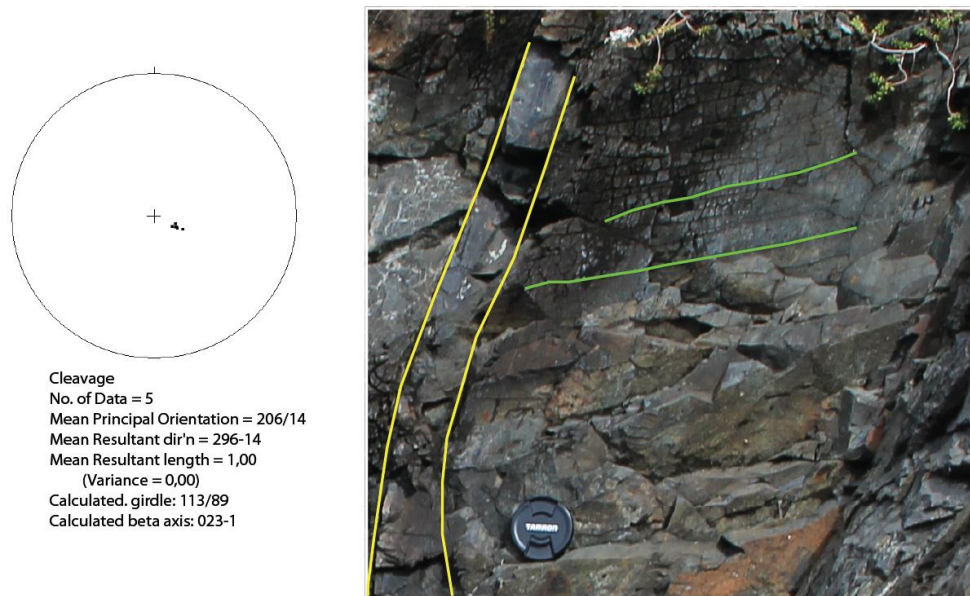 Cleavage
No. of Data = 5
Mean Principal Orientation = 206/14
Mean Resultant dir'n = 296-14
Mean Resultant length = 1,00
(Variance = 0,00)
Calculated. girdle: 113/89
Calculated beta axis: 023-1
TAMRON